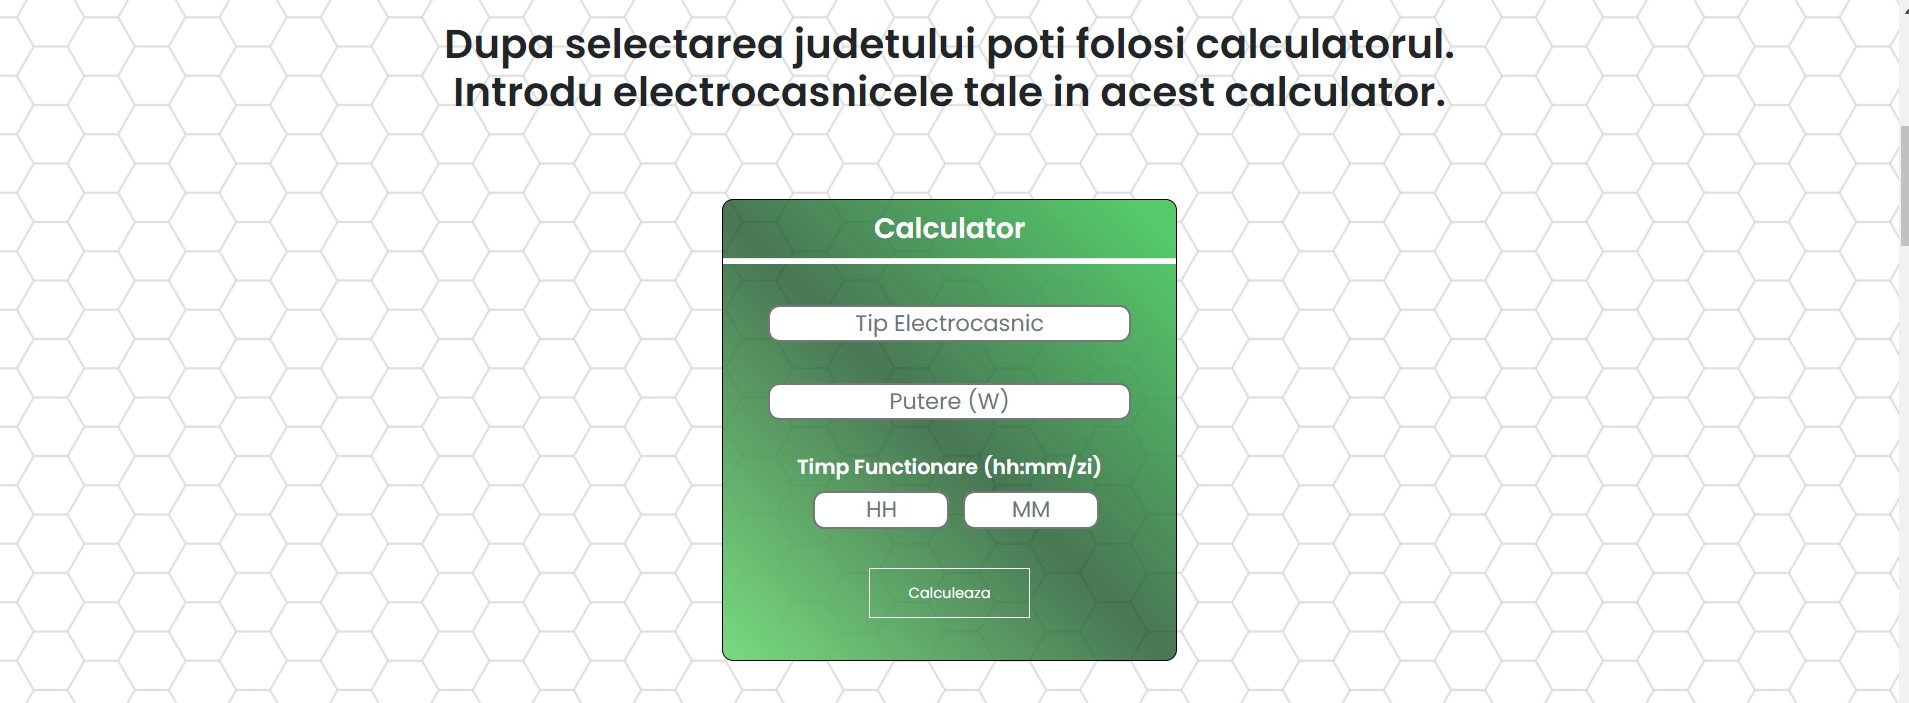 Dupa selectarea judetului poti folosi calculatorul.
Introdu electrocasnicele tale in acest calculator.
Calculator
Tip Electrocasnic
Putere (W)
Timp Functionare (hh:mm/zi)
HH MM
Calculeaza